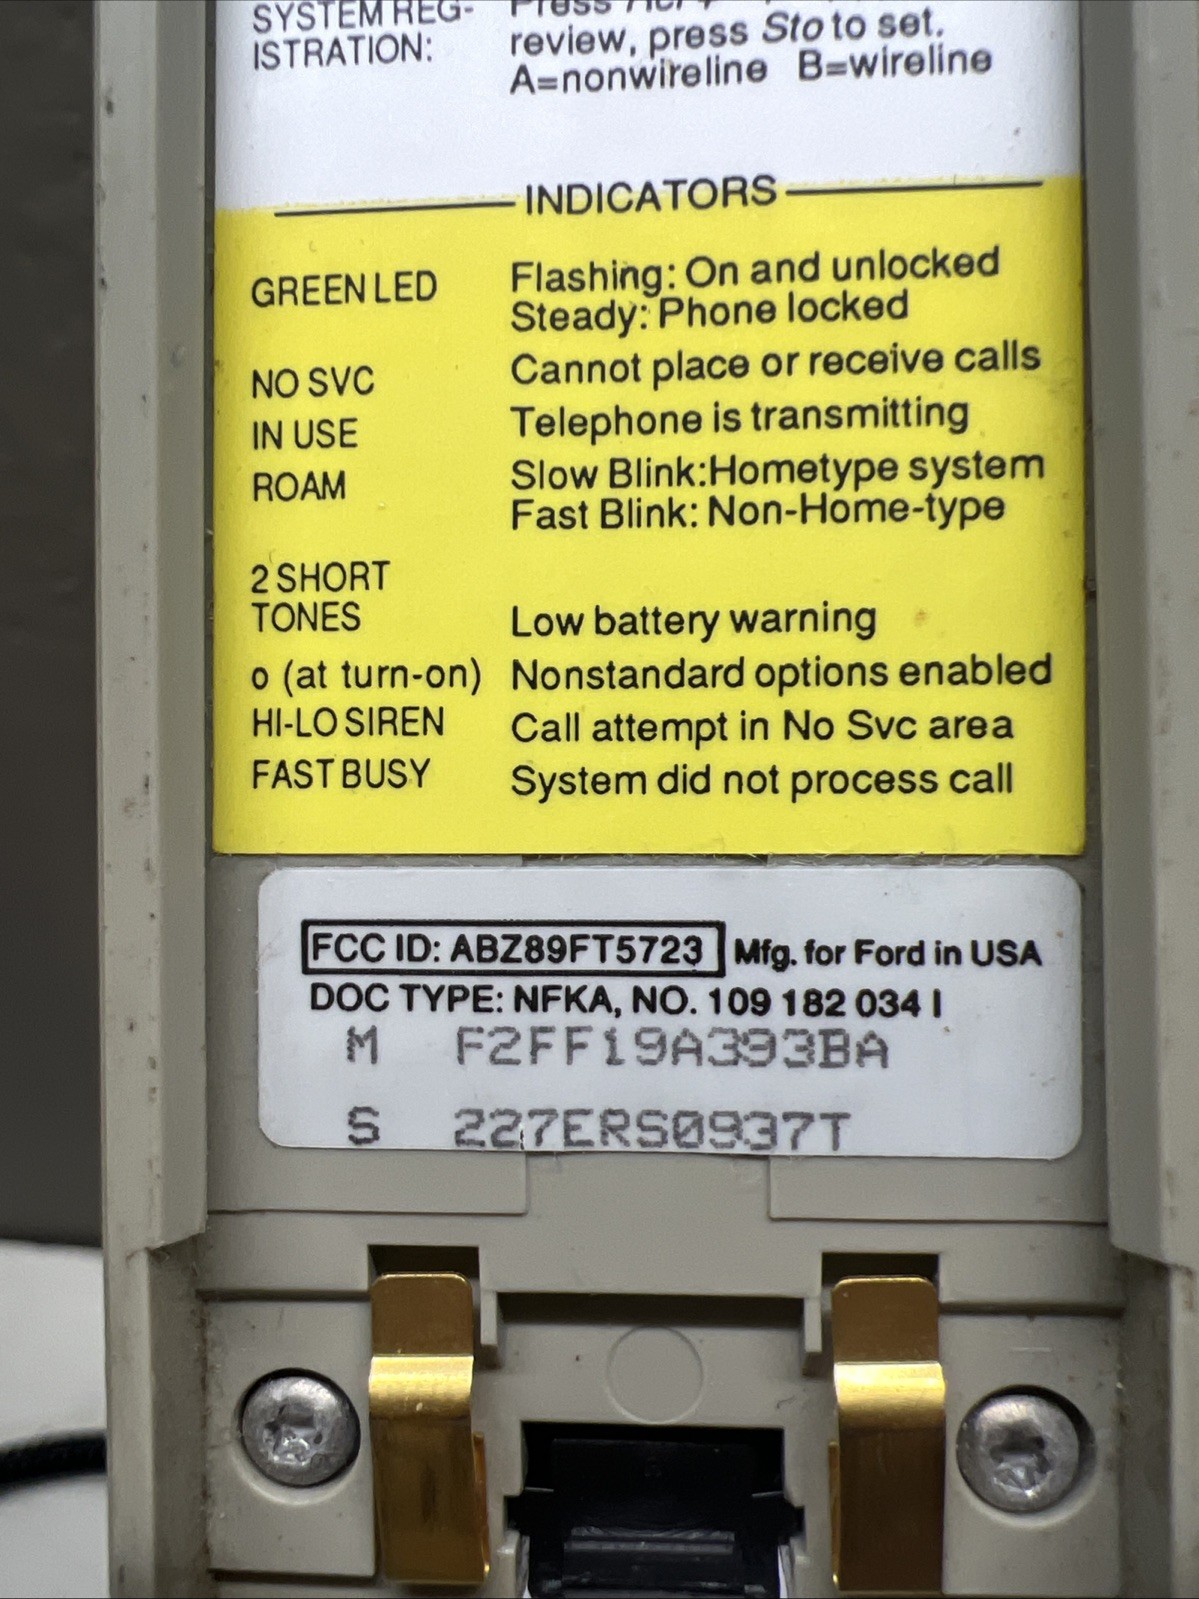 SYSTEM REG-
ISTRATION:
Press
review, press Sto to set.
A=nonwireline B=wireline
INDICATORS
GREEN LED Flashing: On and unlocked
Steady: Phone locked
NO SVC Cannot place or receive calls
IN USE Telephone is transmitting
ROAM Slow Blink:Hometype system
Fast Blink: Non-Home-type
2 SHORT
TONES Low battery warning
o (at turn-on) Nonstandard options enabled
HI-LO SIREN Call attempt in No Svc area
FAST BUSY System did not process call
FCC ID: ABZ89FT5723 Mfg. for Ford in USA
DOC TYPE: NFKA, NO. 109 182 034 I
M F2FF19A393BA
S 227ERS0937T